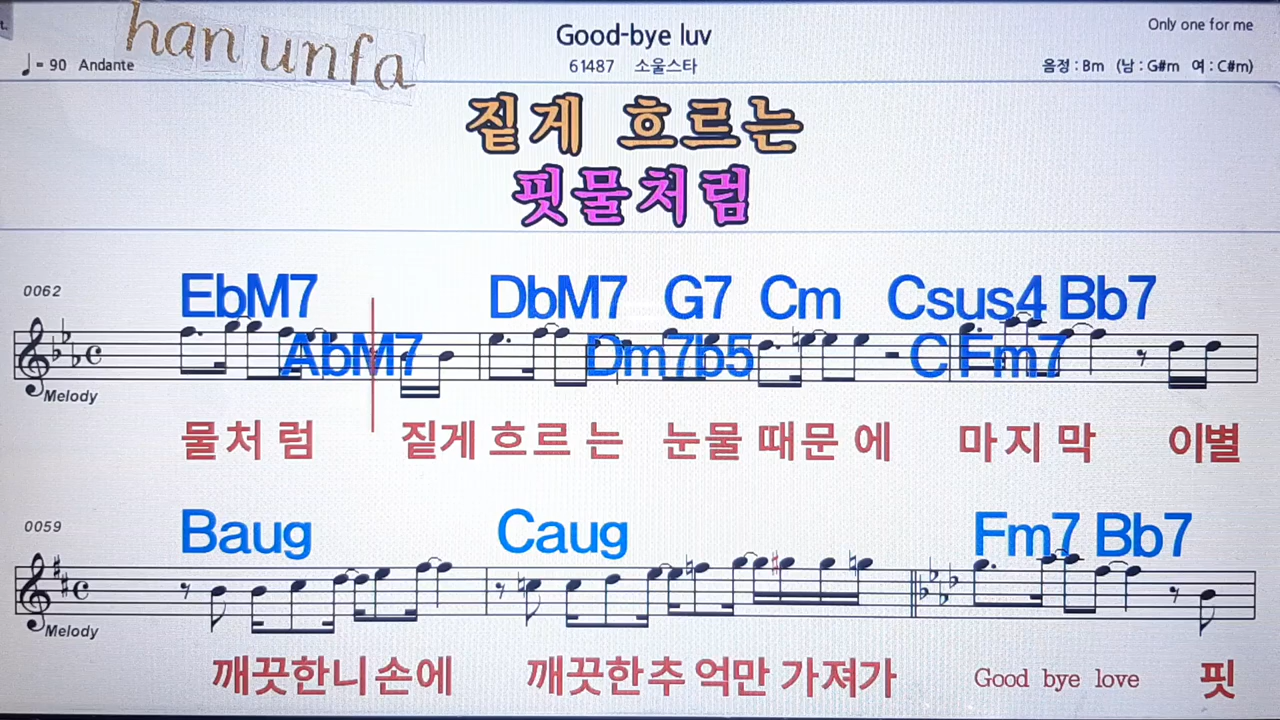 t.
han unfa
Good-bye luv
Only one for me
♩= 90 Andante
61487 소울스타
음정 : Bm (남 : G#m 여 : C#m)
짙게 흐르는
핏물처럼
0062
EbM7 DbM7 G7 Cm Csus4 Bb7
AbM7 Dm7b5 C Fm7
Melody
물처럼 짙게 흐르는 눈물 때문에 마지막 이별
0059
Baug Caug Fm7 Bb7
Melody
깨끗한니손에 깨끗한추억만 가져가 Good bye love 핏